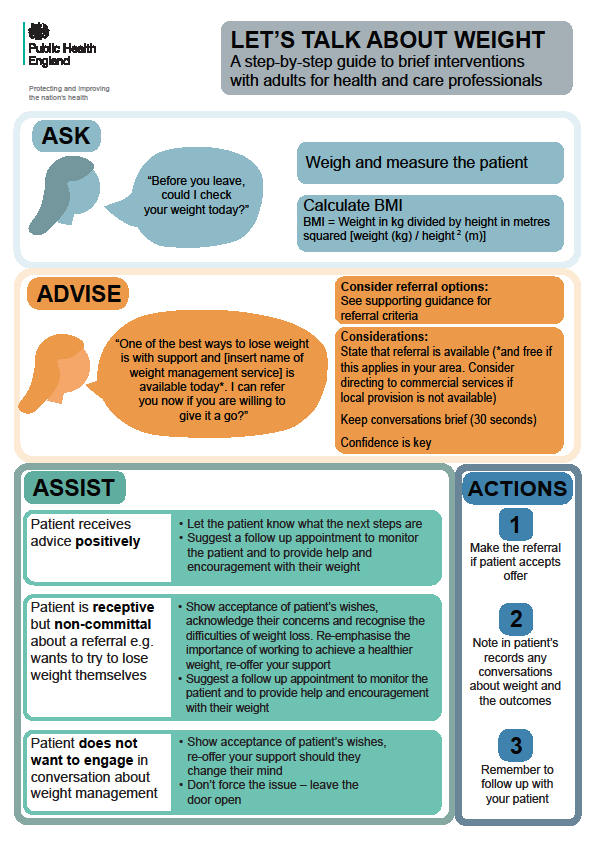 Public Health
England
Protecting and improving
the nation's health
LET'S TALK ABOUT WEIGHT
A step-by-step guide to brief interventions
with adults for health and care professionals
ASK
“Before you leave,
could I check
your weight today?”
Weigh and measure the patient
Calculate BMI
BMI = Weight in kg divided by height in metres
squared [weight (kg) / height² (m)]
ADVISE
“One of the best ways to lose weight
is with support and [insert name of
weight management service] is
available today*. I can refer
you now if you are willing to
give it a go?”
Consider referral options:
See supporting guidance for
referral criteria
Considerations:
State that referral is available (*and free if
this applies in your area. Consider
directing to commercial services if
local provision is not available)
Keep conversations brief (30 seconds)
Confidence is key
ASSIST
Patient receives
advice positively
• Let the patient know what the next steps are
• Suggest a follow up appointment to monitor
the patient and to provide help and
encouragement with their weight
Patient is receptive
but non-committal
about a referral e.g.
wants to try to lose
weight themselves
• Show acceptance of patient's wishes,
acknowledge their concerns and recognise the
difficulties of weight loss. Re-emphasise the
importance of working to achieve a healthier
weight, re-offer your support
• Suggest a follow up appointment to monitor the
patient and to provide help and encouragement
with their weight
Patient does not
want to engage in
conversation about
weight management
• Show acceptance of patient's wishes,
re-offer your support should they
change their mind
• Don't force the issue – leave the
door open
ACTIONS
1
Make the referral
if patient accepts
offer
2
Note in patient's
records any
conversations
about weight and
the outcomes
3
Remember to
follow up with
your patient